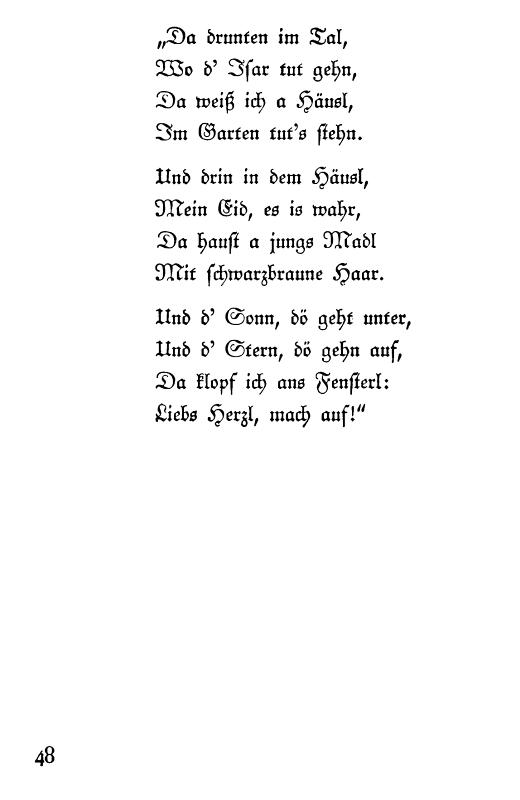 „Da drunten im Tal,
Wo d’ Isar tut gehn,
Da weiß ich a Häusl,
Im Garten tut’s stehn.
Und drin in dem Häusl,
Mein Eid, es is wahr,
Da haust a jungs Madl
Mit schwarzbraune Haar.
Und d’ Sonn, dö geht unter,
Und d’ Stern, dö gehn auf,
Da klopf ich ans Fensterl:
Liebs Herzl, mach auf!“
48